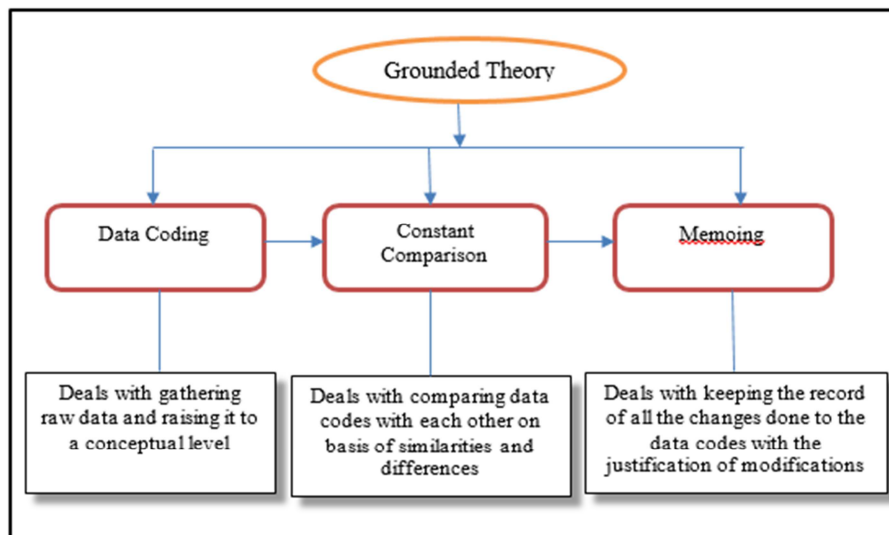 Grounded Theory
Data Coding
Constant
Comparison
Memoing
Deals with gathering
raw data and raising it to
a conceptual level
Deals with comparing data
codes with each other on
basis of similarities and
differences
Deals with keeping the record
of all the changes done to the
data codes with the
justification of modifications